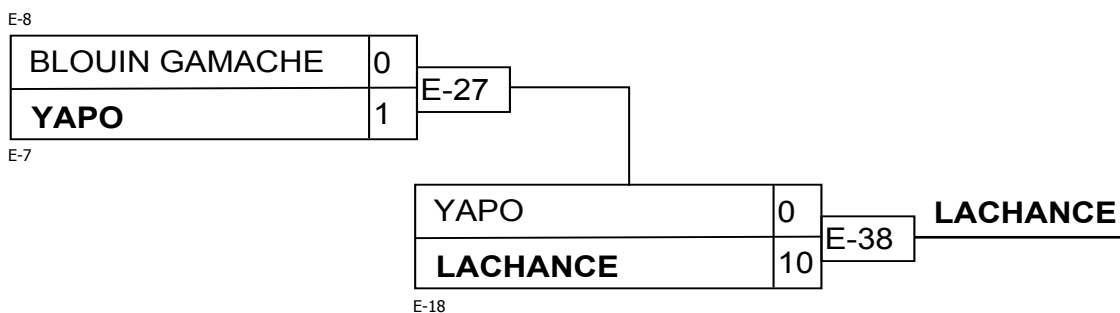 E-8
BLOUIN GAMACHE 0
E-27
YAPO 1
E-7
YAPO 0
LACHANCE
E-38
LACHANCE 10
E-18